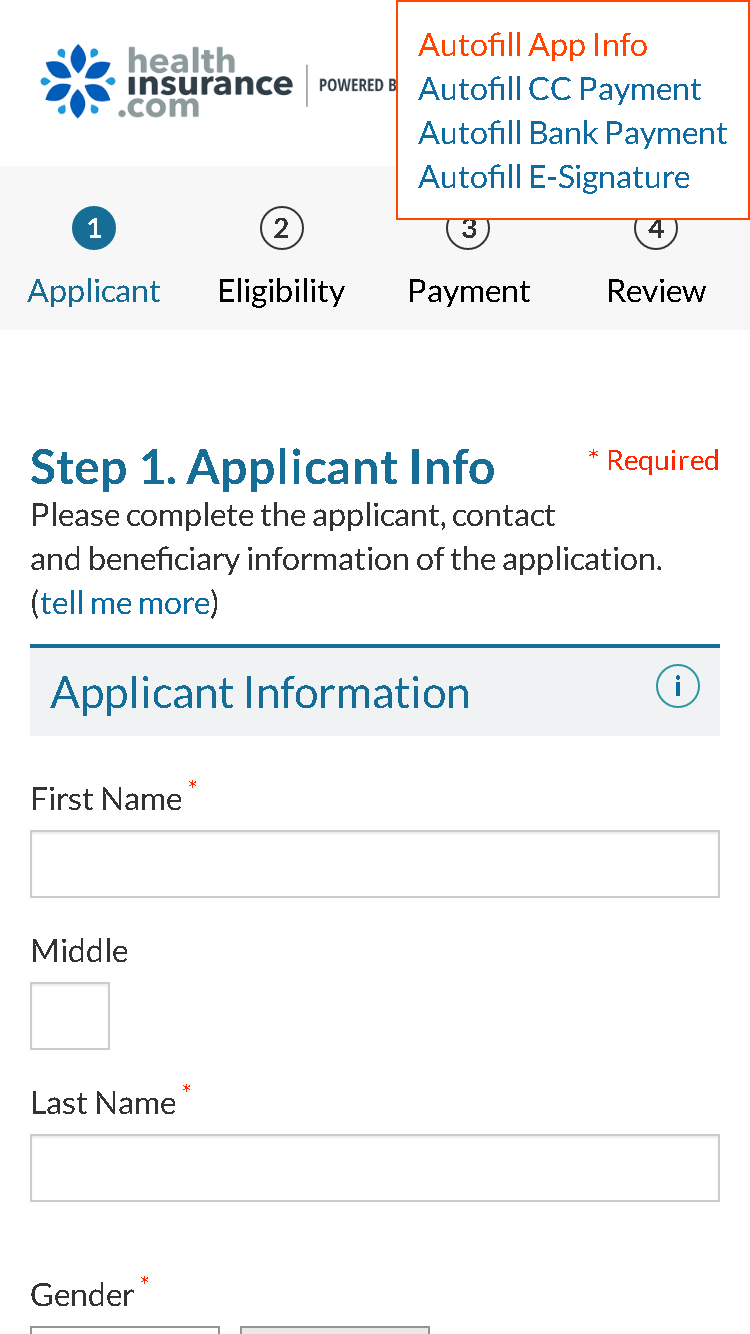 health
insurance
.com
POWERED B
Autofill App Info
Autofill CC Payment
Autofill Bank Payment
Autofill E-Signature
1 2 3 4
Applicant Eligibility Payment Review
Step 1. Applicant Info * Required
Please complete the applicant, contact
and beneficiary information of the application.
(tell me more)
Applicant Information i
First Name *
Middle
Last Name *
Gender *